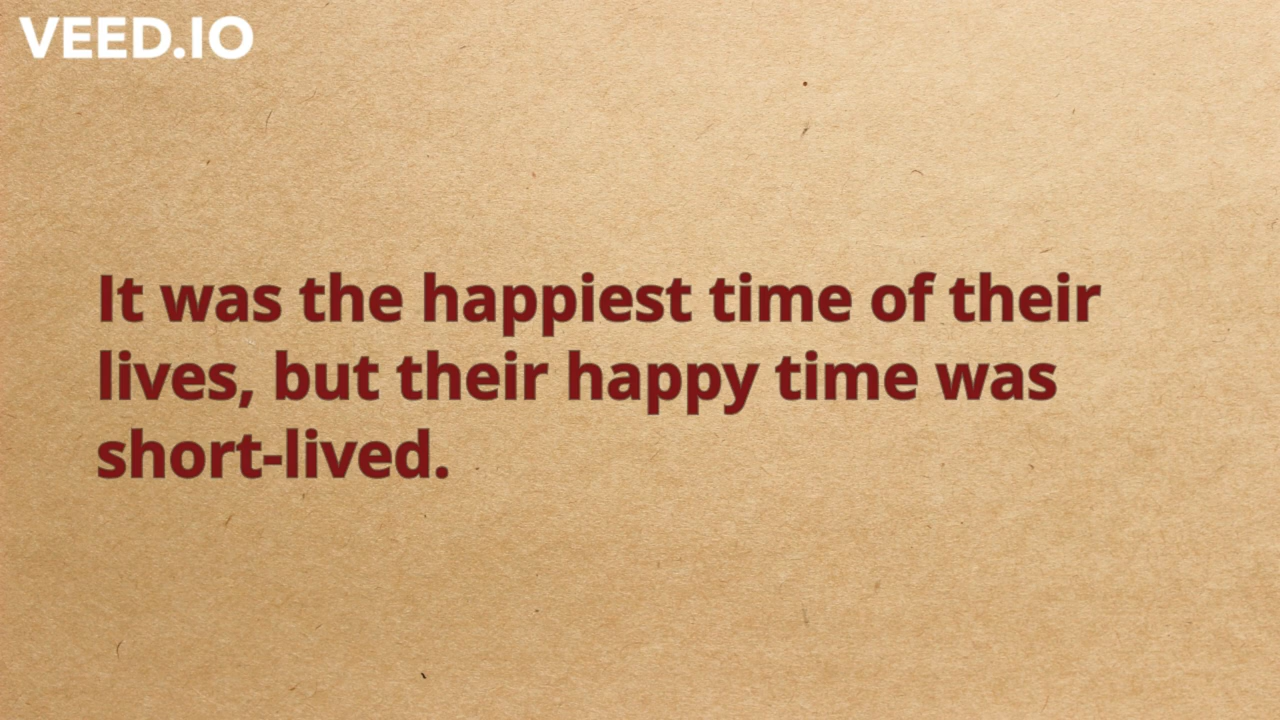 VEED.IO
It was the happiest time of their
lives, but their happy time was
short-lived.